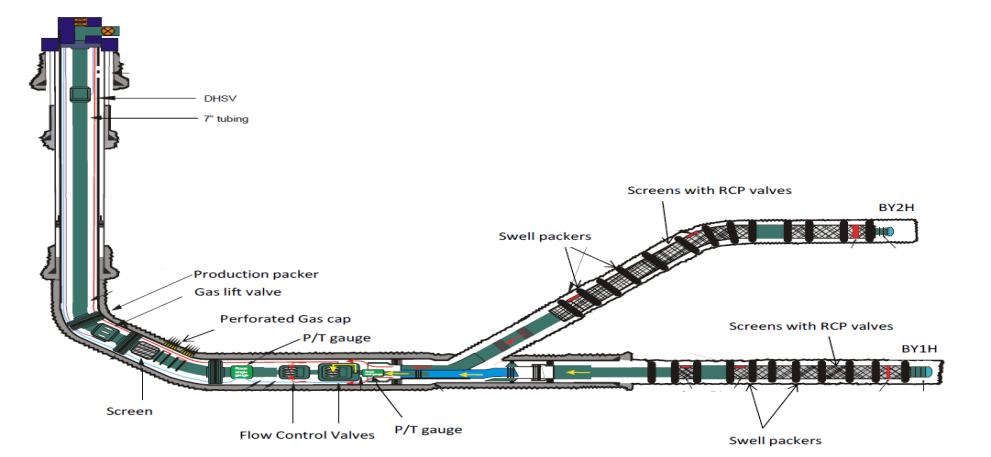 DHSV
7" tubing
Screens with RCP valves
BY2H
Swell packers
Production packer
Gas lift valve
Perforated Gas cap
P/T gauge
Screens with RCP valves
BY1H
Screen
Flow Control Valves
P/T gauge
Swell packers